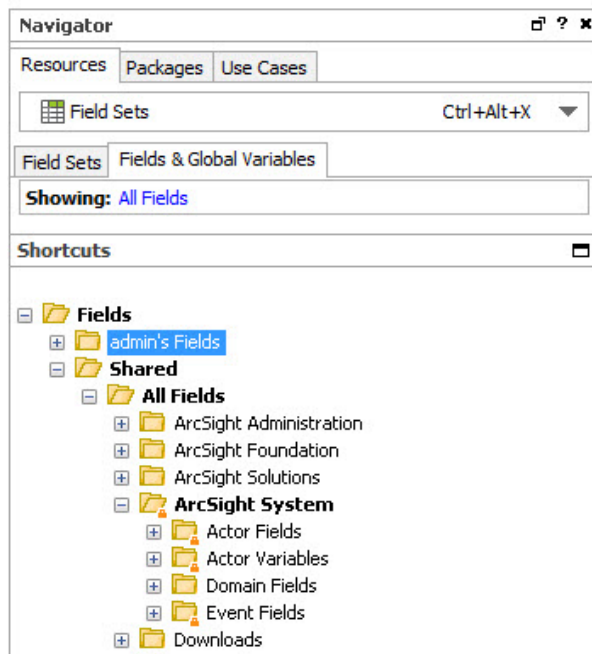 Navigator ?
Resources Packages Use Cases
Field Sets Ctrl+Alt+X
Field Sets Fields & Global Variables
Showing: All Fields
Shortcuts
Fields
admin's Fields
Shared
All Fields
ArcSight Administration
ArcSight Foundation
ArcSight Solutions
ArcSight System
Actor Fields
Actor Variables
Domain Fields
Event Fields
Downloads